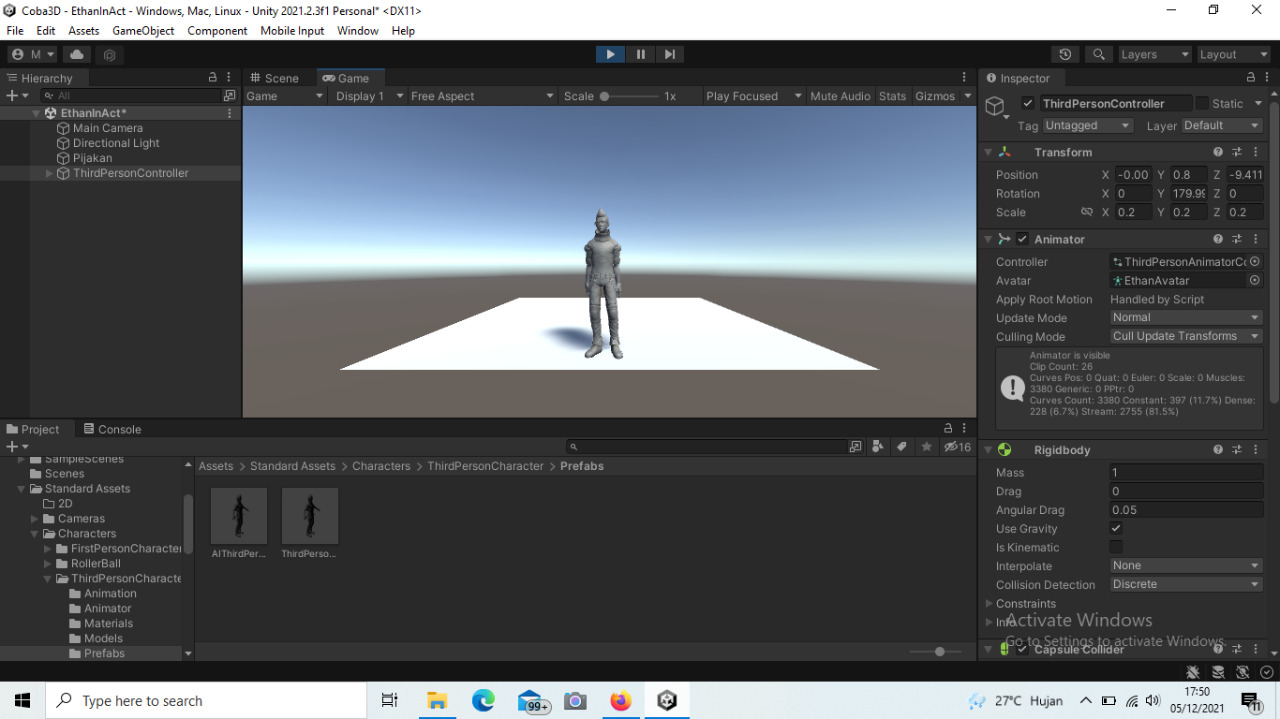 Coba3D - EthanInAct - Windows, Mac, Linux - Unity 2021.2.3f1 Personal* <DX11>
File Edit Assets GameObject Component Mobile Input Window Help
M
Layers Layout
Hierarchy
All
EthanInAct*
Main Camera
Directional Light
Pijakan
ThirdPersonController
Scene Game
Game Display 1 Free Aspect Scale 1x Play Focused Mute Audio Stats Gizmos
Inspector
ThirdPersonController Static
Tag Untagged Layer Default
Transform
Position X -0.00 Y 0.8 Z -9.411
Rotation X 0 Y 179.99 Z 0
Scale X 0.2 Y 0.2 Z 0.2
Animator
Controller ThirdPersonAnimatorCo
Avatar EthanAvatar
Apply Root Motion Handled by Script
Update Mode Normal
Culling Mode Cull Update Transforms
Animator is visible
Clip Count: 26
Curves Pos: 0 Quat: 0 Euler: 0 Scale: 0 Muscles:
3380 Generic: 0 PPtr: 0
Curves Count: 3380 Constant: 397 (11.7%) Dense:
228 (6.7%) Stream: 2755 (81.5%)
Rigidbody
Mass 1
Drag 0
Angular Drag 0.05
Use Gravity
Is Kinematic
Interpolate None
Collision Detection Discrete
Constraints
Info
Capsule Collider
Activate Windows
Go to Settings to activate Windows.
Project Console
16
SampleScenes
Scenes
Standard Assets
2D
Cameras
Characters
FirstPersonCharacter
RollerBall
ThirdPersonCharacte
Animation
Animator
Materials
Models
Prefabs
Assets > Standard Assets > Characters > ThirdPersonCharacter > Prefabs
AIThirdPer... ThirdPerso...
Type here to search
99+
27°C Hujan
17:50
05/12/2021
11